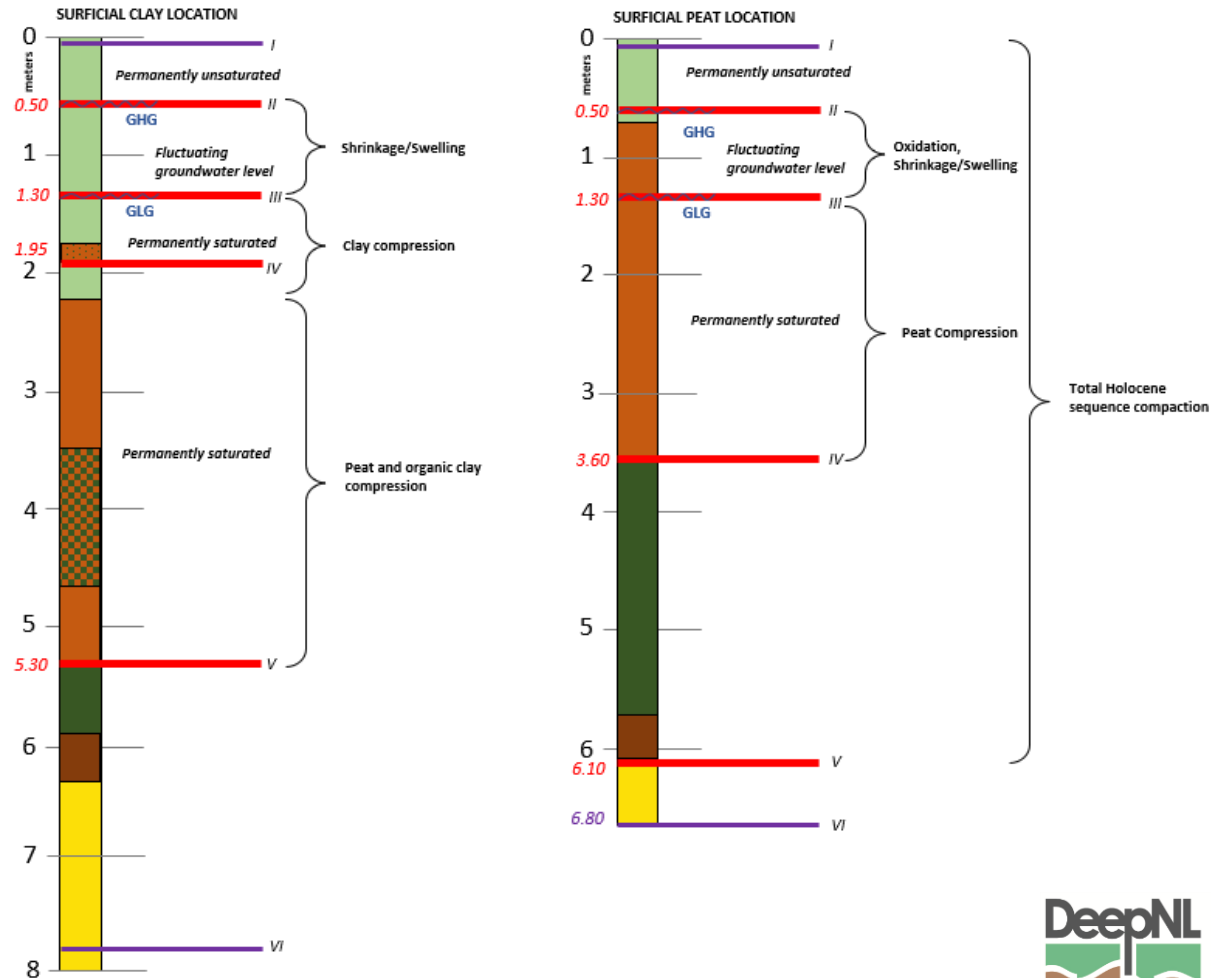 SURFICIAL CLAY LOCATION
0
meters
I
Permanently unsaturated
0.50
II
GHG
Shrinkage/Swelling
1
Fluctuating
groundwater level
1.30
III
GLG
1.95
Permanently saturated
Clay compression
IV
2
3
Permanently saturated
Peat and organic clay
compression
4
5
5.30
V
6
7
VI
8
SURFICIAL PEAT LOCATION
0
meters
I
Permanently unsaturated
0.50
II
GHG
Fluctuating
groundwater level
Oxidation,
Shrinkage/Swelling
1
1.30
III
GLG
2
Permanently saturated
Peat Compression
3
Total Holocene
sequence compaction
3.60
IV
4
5
6
6.10
V
6.80
VI
DeepNL